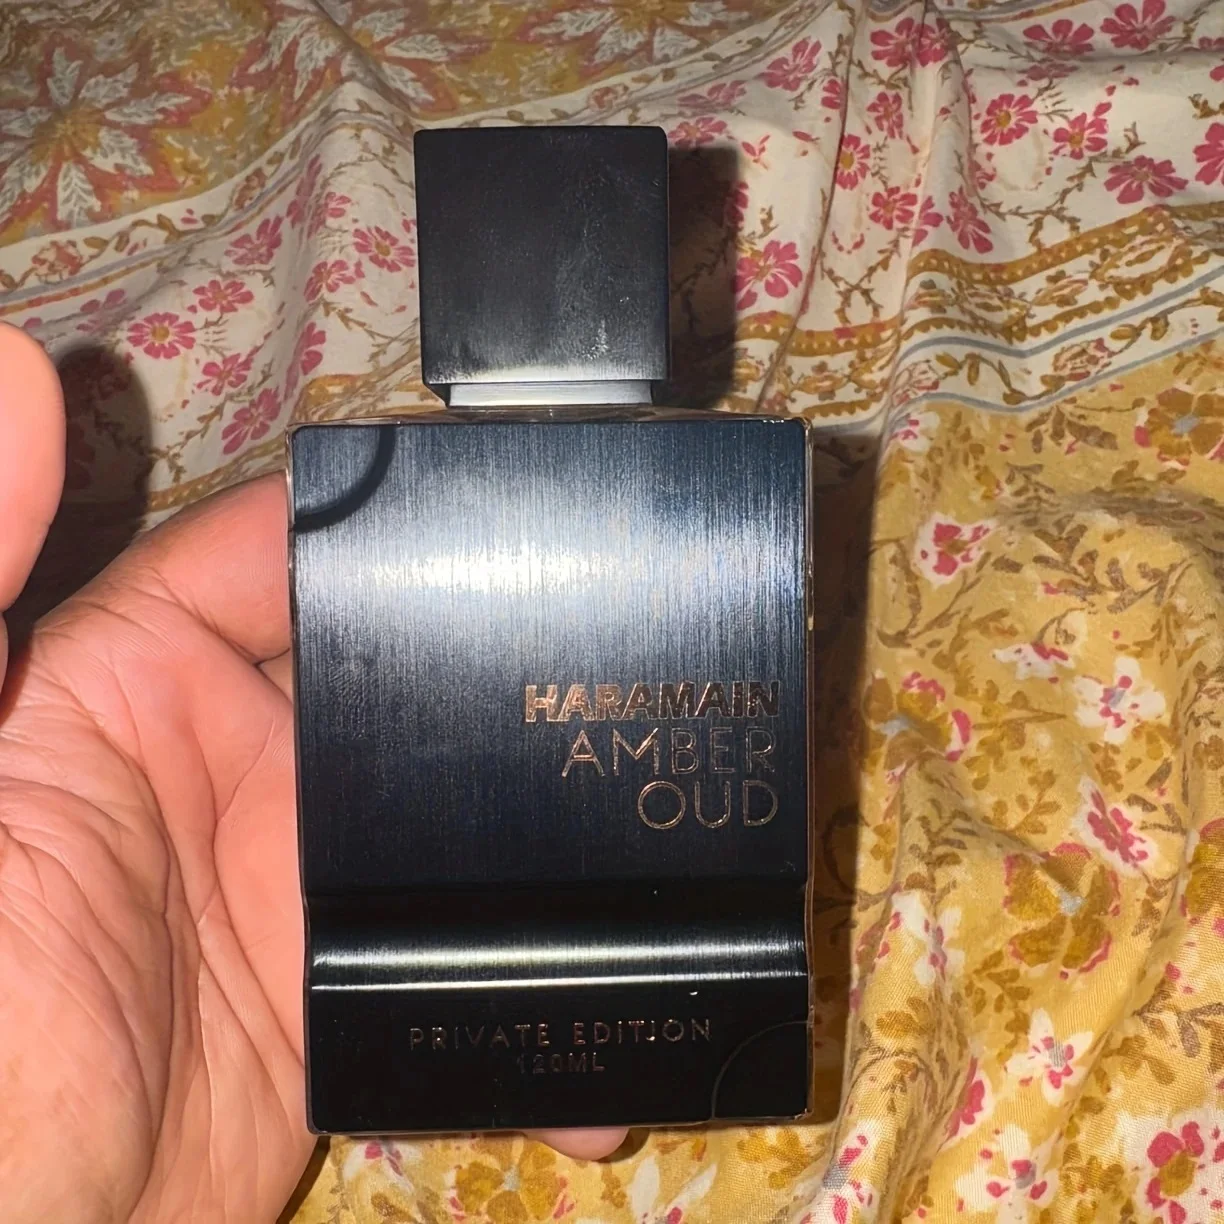 HARAMAIN
AMBER
OUD
PRIVATE EDITION
120ML